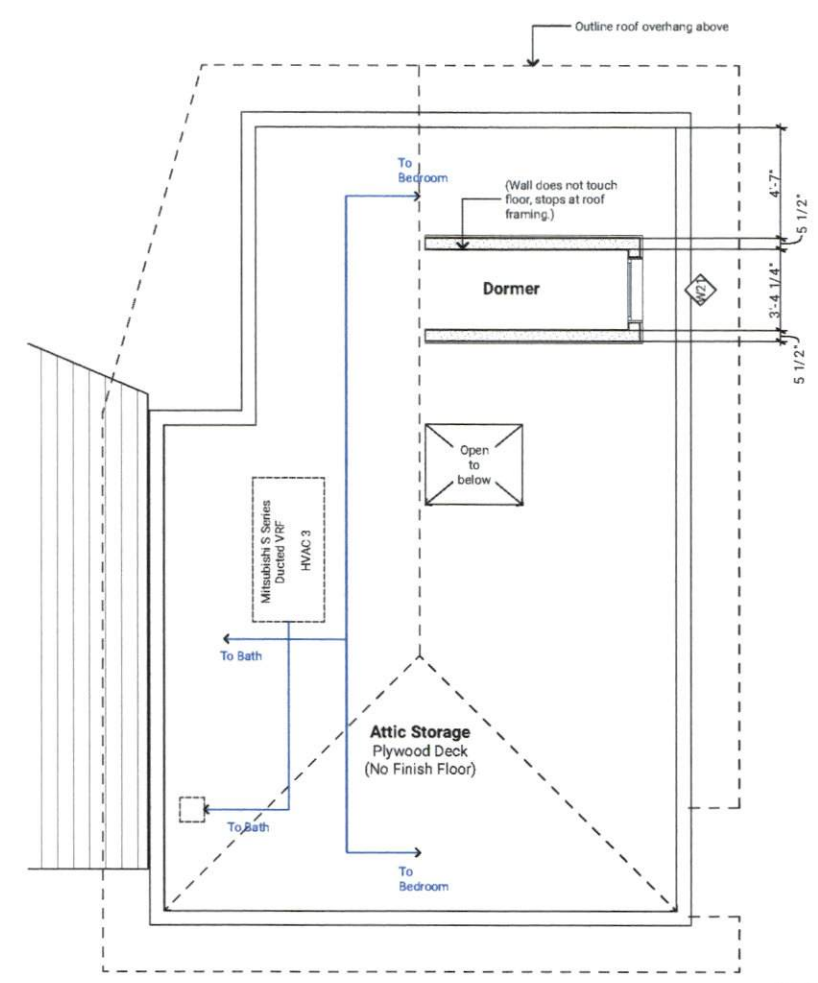 Outline roof overhang above
To
Bedroom
(Wall does not touch
floor, stops at roof
framing.)
4'-7"
5 1/2"
Dormer
W21
3'-4 1/4"
5 1/2"
Open
to
below
Mitsubishi S Series
Ducted VRF
HVAC 3
To Bath
Attic Storage
Plywood Deck
(No Finish Floor)
To Bath
To
Bedroom